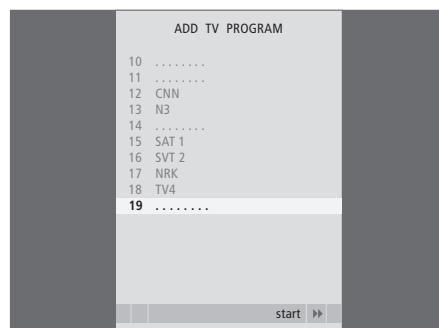 ADD TV PROGRAM
10 ........
11 ........
12 CNN
13 N3
14 ........
15 SAT 1
16 SVT 2
17 NRK
18 TV4
19 ........
start